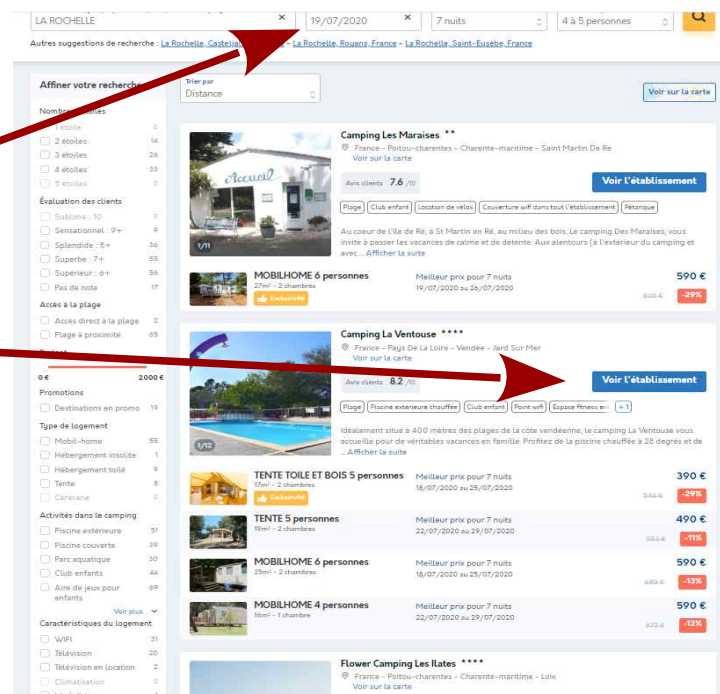 LA ROCHELLE × 19/07/2020 × 7 nuits 4 à 5 personnes
Autres suggestions de recherche : La Rochelle, - La Rochelle, Rouans, France - La Rochelle, Saint-Eusèbe, France
Affiner votre recherche
Trier par
Distance
Voir sur la carte
1 étoile 0
2 étoiles 14
3 étoiles 26
4 étoiles 33
5 étoiles 0
Évaluation des clients
Sublime : 10 0
Sensationnel : 9+ 9
Splendide : 8+ 36
Superbe : 7+ 55
Supérieur : 6+ 56
Pas de note 17
Accès à la plage
Accès direct à la plage 2
Plage à proximité 65
0 € 2000 €
Promotions
Destinations en promo 19
Type de logement
Mobil-home 55
Hébergement insolite 1
Hébergement toilé 9
Tente 8
Caravane 0
Activités dans le camping
Piscine extérieure 51
Piscine couverte 39
Parc aquatique 30
Club enfants 44
Aire de jeux pour enfants 69
Voir plus
Caractéristiques du logement
WIFI 31
Télévision 20
Télévision en location 2
Climatisation 0
Camping Les Maraises **
France - Poitou-charentes - Charente-maritime - Saint Martin De Re
Voir sur la carte
Accueil
Avis clients 7.6 /10
Voir l'établissement
Plage Club enfant Location de vélos Couverture wifi dans tout l'établissement Pétanque
Au coeur de l'île de Ré, à St Martin en Ré, au milieu des bois, Le camping Des Maraises, vous
invite à passer les vacances de calme et de détente. Aux alentours (à l'extérieur du camping et
avec... Afficher la suite
1/11
MOBILHOME 6 personnes Meilleur prix pour 7 nuits 590 €
27m² - 2 chambres 19/07/2020 au 26/07/2020
Exclusivité -29%
Camping La Ventouse ****
France - Pays De La Loire - Vendee - Jard Sur Mer
Voir sur la carte
Avis clients 8.2 /10
Voir l'établissement
Plage Piscine exterieure chauffée Club enfant Point wifi Espace fitness + 1
Idéalement situé à 400 mètres des plages de la côte vendéenne, le camping La Ventouse vous
accueille pour de véritables vacances en famille. Profitez de la piscine chauffée à 28 degrés et de
... Afficher la suite
1/12
TENTE TOILE ET BOIS 5 personnes Meilleur prix pour 7 nuits 390 €
17m² - 2 chambres 18/07/2020 au 25/07/2020
Exclusivité -29%
TENTE 5 personnes Meilleur prix pour 7 nuits 490 €
19m² - 2 chambres 22/07/2020 au 29/07/2020
-11%
MOBILHOME 6 personnes Meilleur prix pour 7 nuits 590 €
25m² - 2 chambres 18/07/2020 au 25/07/2020
-13%
MOBILHOME 4 personnes Meilleur prix pour 7 nuits 590 €
16m² - 1 chambre 22/07/2020 au 29/07/2020
672 € -12%
Flower Camping Les Ilates ****
France - Poitou-charentes - Charente-maritime - Loix
Voir sur la carte